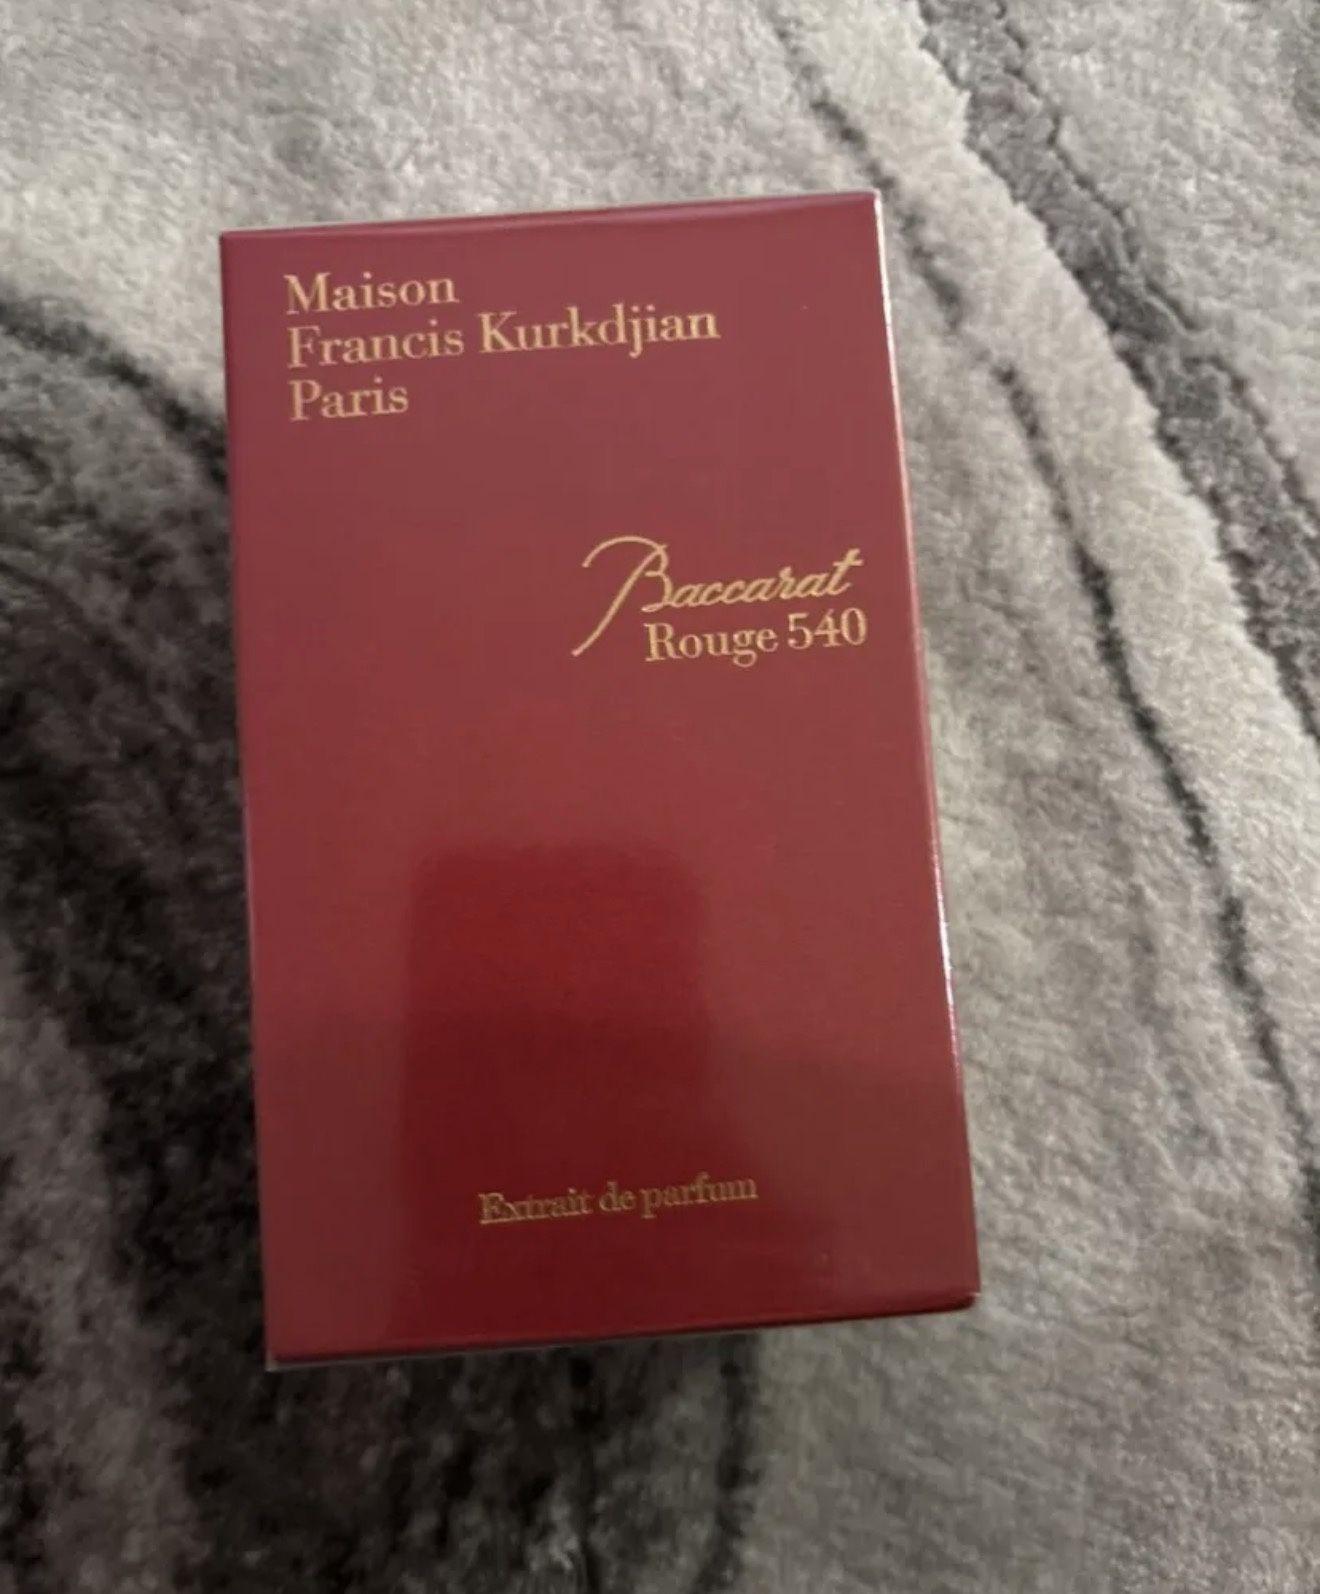 Maison
Francis Kurkdjian
Paris
Baccarat
Rouge 540
Extrait de parfum